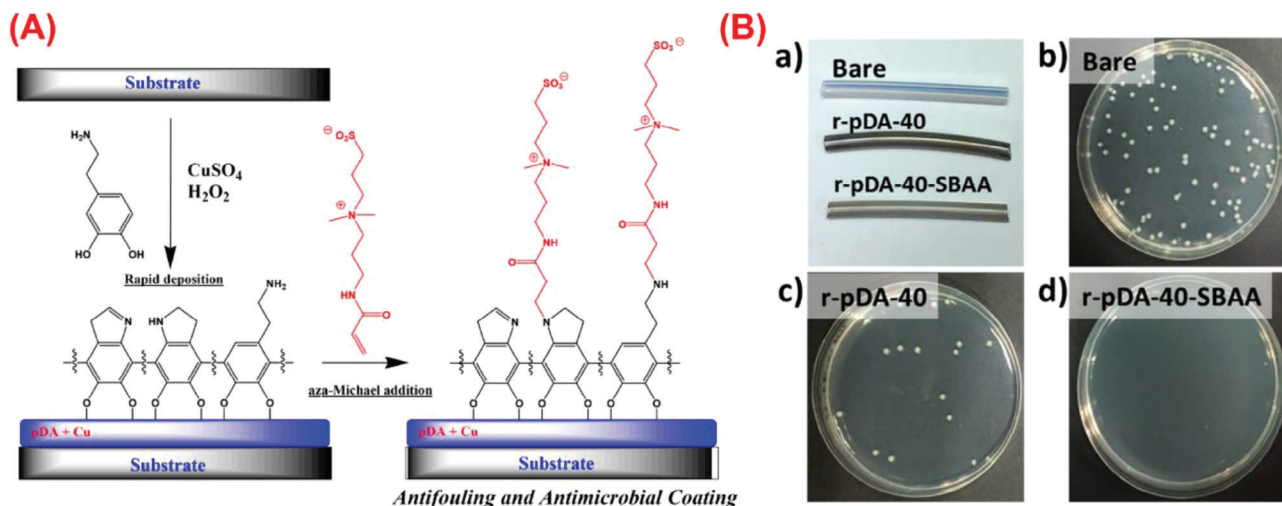 (A)
Substrate
H₂N
HO
OH
CuSO₄
H₂O₂
Rapid deposition
⊖
SO₃
⊕
N
NH
O
N
HN
NH₂
O O O O O O
pDA + Cu
Substrate
aza-Michael addition
SO₃⊖
⊕
N
NH
O
SO₃⊖
⊕
N
NH
O
NH
N
N
O O O O O O
pDA + Cu
Substrate
Antifouling and Antimicrobial Coating
(B)
a)
Bare
r-pDA-40
r-pDA-40-SBAA
b)
Bare
c)
r-pDA-40
d)
r-pDA-40-SBAA